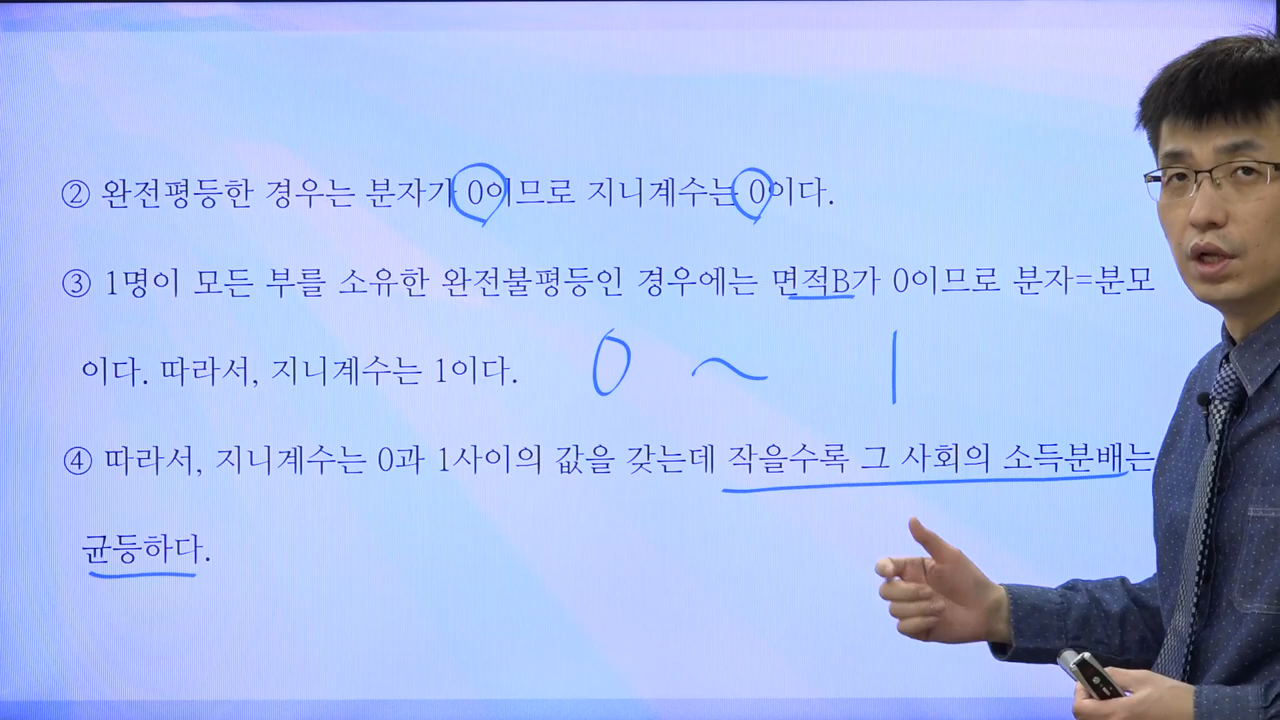 ② 완전평등한 경우는 분자가 0이므로 지니계수는 0이다.
③ 1명이 모든 부를 소유한 완전불평등인 경우에는 면적B가 0이므로 분자=분모
이다. 따라서, 지니계수는 1이다.
0 ~ 1
④ 따라서, 지니계수는 0과 1사이의 값을 갖는데 작을수록 그 사회의 소득분배는
균등하다.